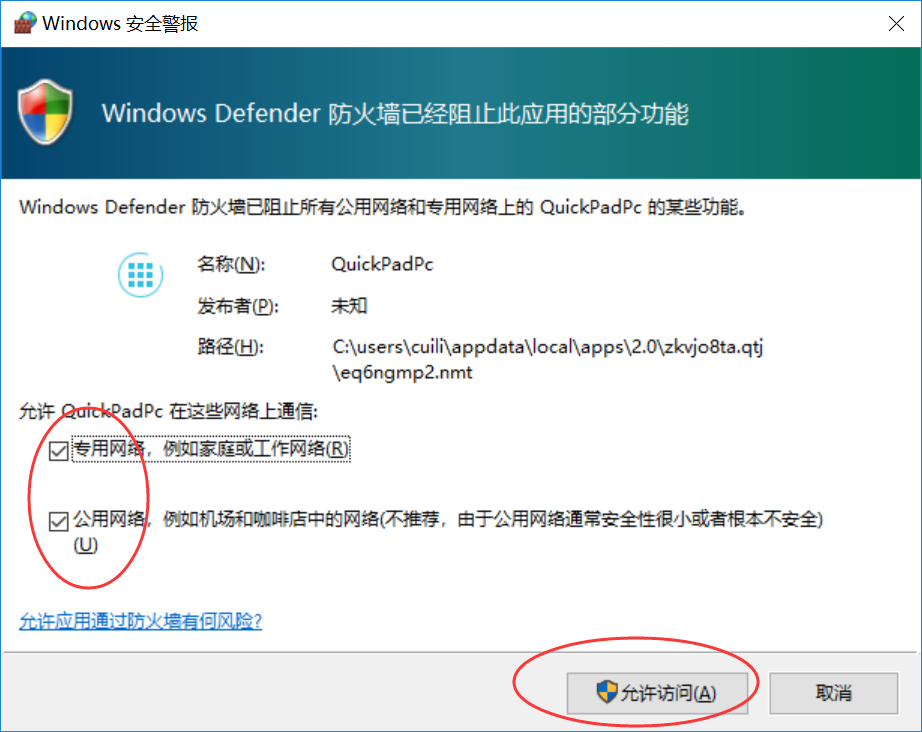 Windows 安全警报
Windows Defender 防火墙已经阻止此应用的部分功能
Windows Defender 防火墙已阻止所有公用网络和专用网络上的 QuickPadPc 的某些功能。
名称(N): QuickPadPc
发布者(P): 未知
路径(H): C:\users\cuili\appdata\local\apps\2.0\zkvjo8ta.qtj
\eq6ngmp2.nmt
允许 QuickPadPc 在这些网络上通信:
专用网络，例如家庭或工作网络(R)
公用网络，例如机场和咖啡店中的网络(不推荐，由于公用网络通常安全性很小或者根本不安全)
(U)
允许应用通过防火墙有何风险?
允许访问(A) 取消